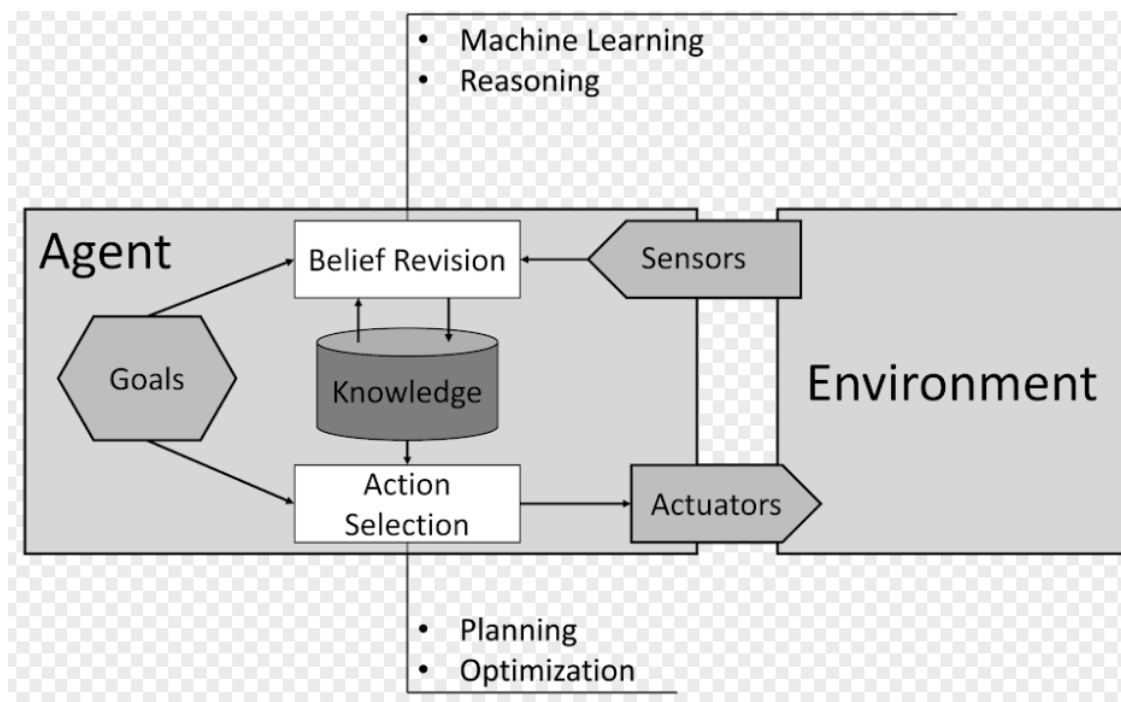 • Machine Learning
• Reasoning
Agent
Belief Revision
Sensors
Goals
Knowledge
Environment
Action
Selection
Actuators
• Planning
• Optimization